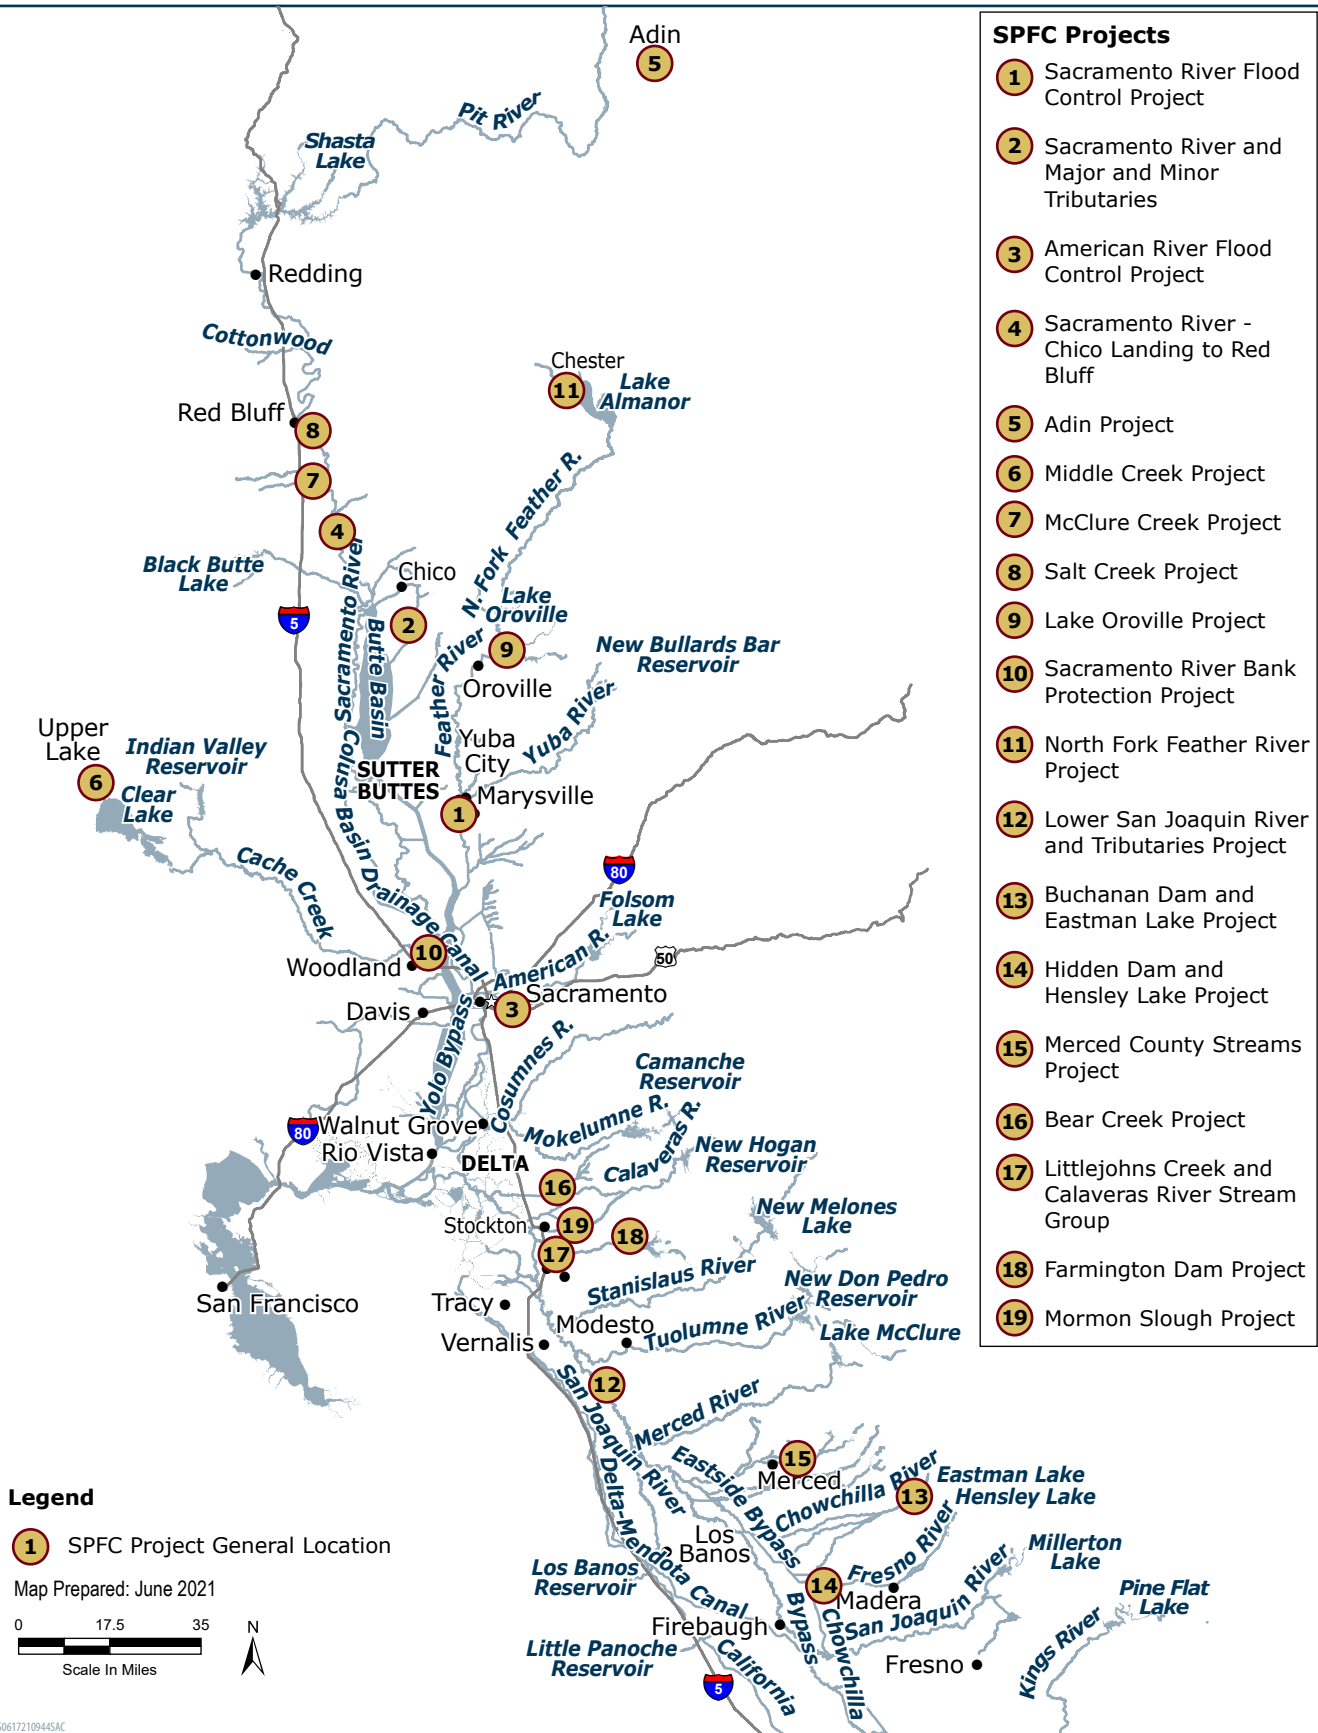 Adin
5
Pit River
Shasta
Lake
Redding
Cottonwood
Chester
11
Lake
Almanor
Red Bluff
8
7
4
N. Fork Feather R.
Black Butte
Lake
Sacramento River
Chico
5
2
Butte Basin
Lake
Oroville
9
Feather River
Oroville
New Bullards Bar
Reservoir
Yuba River
Upper
Lake
6
Indian Valley
Reservoir
Clear
Lake
Yuba
City
SUTTER
BUTTES
Marysville
1
Colusa Basin Drainage Canal
Cache Creek
80
Folsom
Lake
10
Woodland
American R.
50
Sacramento
3
Davis
Yolo Bypass
Cosumnes R.
Camanche
Reservoir
80
Walnut Grove
Rio Vista
Mokelumne R.
DELTA
Calaveras R.
New Hogan
Reservoir
16
Stockton
19
18
17
New Melones
Lake
Stanislaus River
San Francisco
Tracy
New Don Pedro
Reservoir
Modesto
Tuolumne River
Vernalis
Lake McClure
12
San Joaquin River
Merced River
Eastside Bypass
15
Merced
Delta-Mendota Canal
Chowchilla River
13
Eastman Lake
Hensley Lake
Los
Banos
Los Banos
Reservoir
Fresno River
14
Madera
Millerton
Lake
San Joaquin River
Pine Flat
Lake
Firebaugh
Chowchilla
Bypass
Little Panoche
Reservoir
California
5
Fresno
Kings River
SPFC Projects
1 Sacramento River Flood
Control Project
2 Sacramento River and
Major and Minor
Tributaries
3 American River Flood
Control Project
4 Sacramento River -
Chico Landing to Red
Bluff
5 Adin Project
6 Middle Creek Project
7 McClure Creek Project
8 Salt Creek Project
9 Lake Oroville Project
10 Sacramento River Bank
Protection Project
11 North Fork Feather River
Project
12 Lower San Joaquin River
and Tributaries Project
13 Buchanan Dam and
Eastman Lake Project
14 Hidden Dam and
Hensley Lake Project
15 Merced County Streams
Project
16 Bear Creek Project
17 Littlejohns Creek and
Calaveras River Stream
Group
18 Farmington Dam Project
19 Mormon Slough Project
Legend
1 SPFC Project General Location
Map Prepared: June 2021
0 17.5 35
Scale In Miles
N